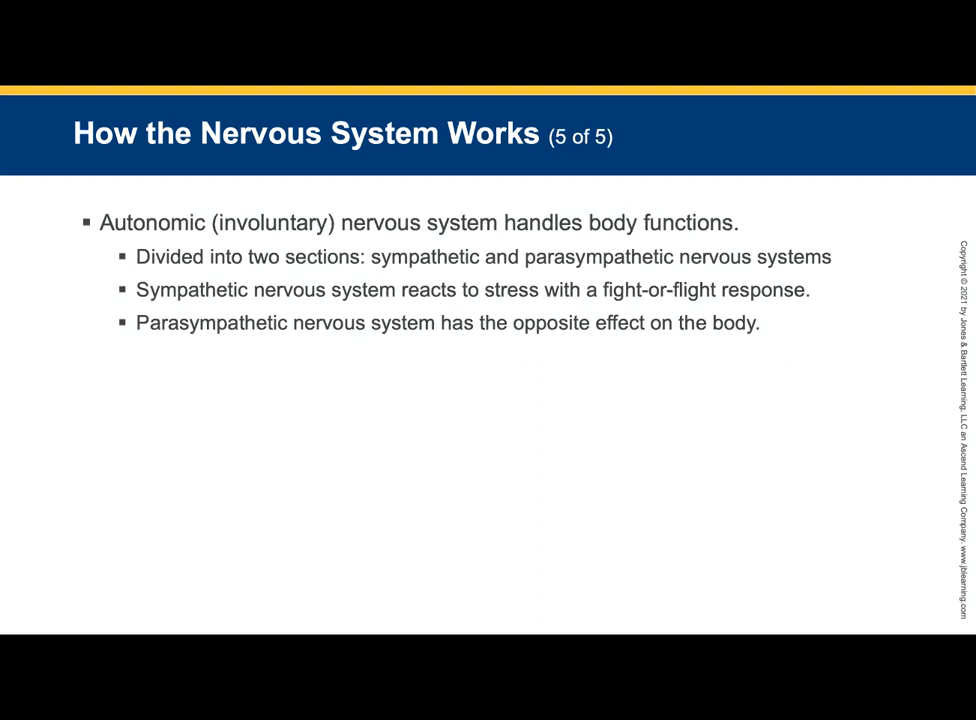 How the Nervous System Works (5 of 5)
▪ Autonomic (involuntary) nervous system handles body functions.
▪ Divided into two sections: sympathetic and parasympathetic nervous systems
▪ Sympathetic nervous system reacts to stress with a fight-or-flight response.
▪ Parasympathetic nervous system has the opposite effect on the body.
Copyright © 2021 by Jones & Bartlett Learning, LLC an Ascend Learning Company. www.jblearning.com